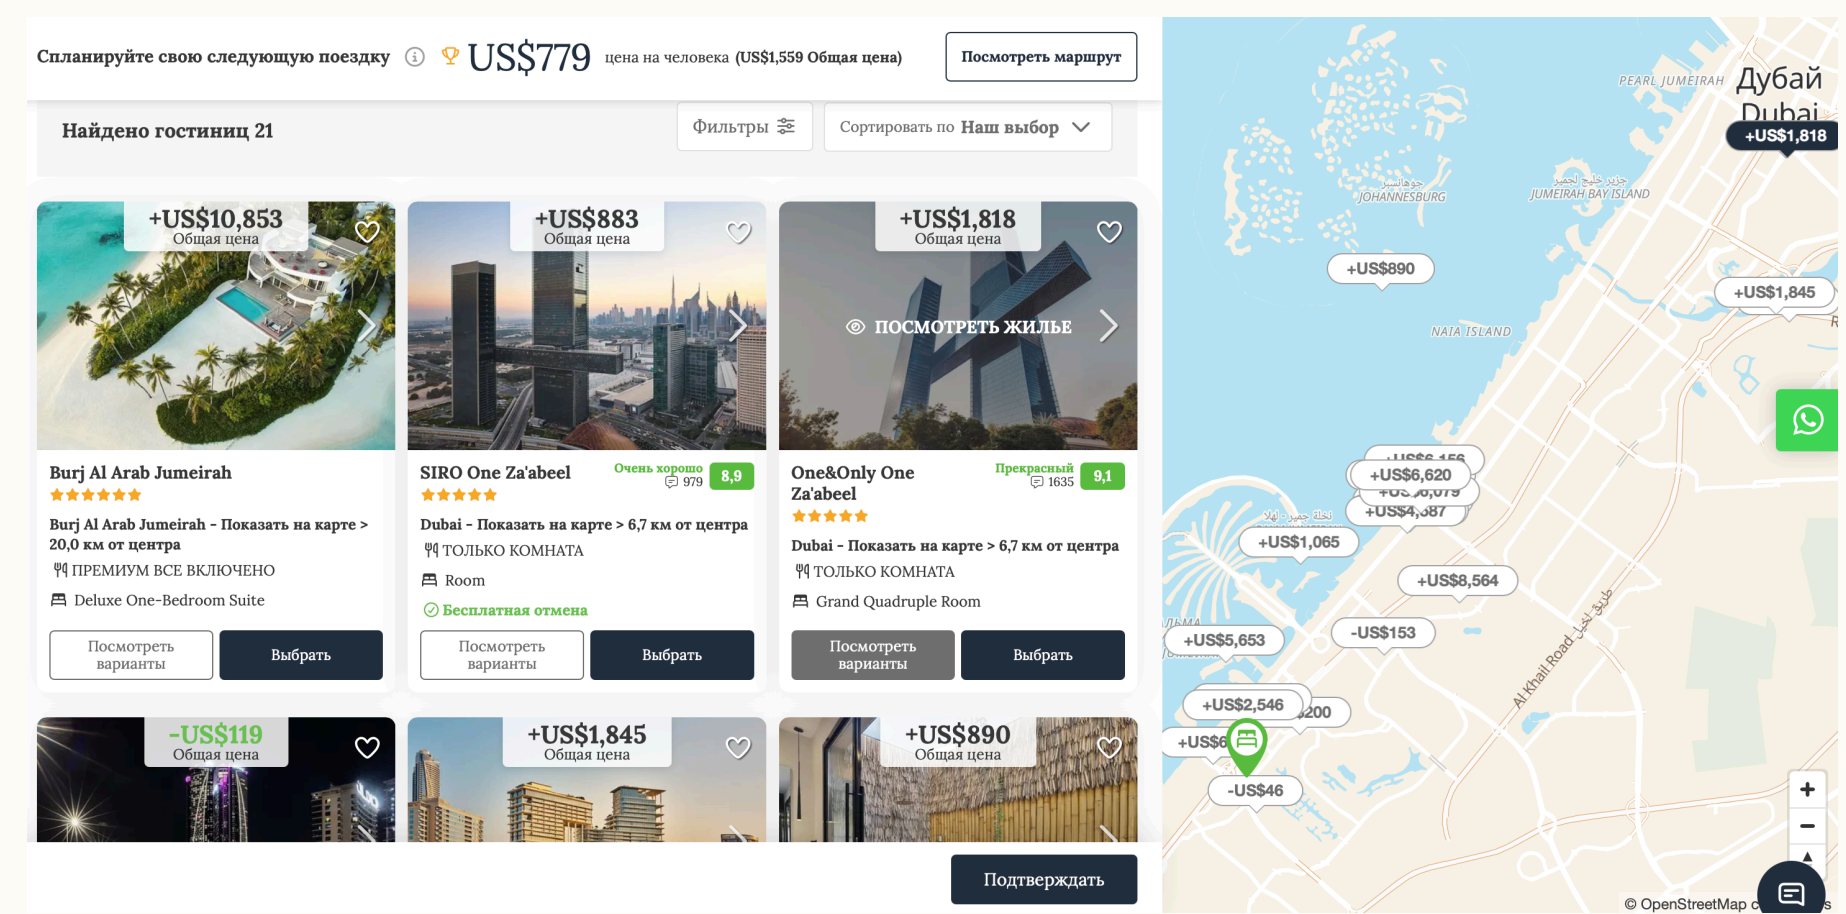 Спланируйте свою следующую поездку
US$779 цена на человека (US$1,559 Общая цена)
Посмотреть маршрут
Найдено гостиниц 21
Фильтры
Сортировать по Наш выбор
+US$10,853
Общая цена
Burj Al Arab Jumeirah
Burj Al Arab Jumeirah - Показать на карте >
20,0 км от центра
ПРЕМИУМ ВСЕ ВКЛЮЧЕНО
Deluxe One-Bedroom Suite
Посмотреть
варианты
Выбрать
+US$883
Общая цена
SIRO One Za'abeel
Очень хорошо
979
8,9
Dubai - Показать на карте > 6,7 км от центра
ТОЛЬКО КОМНАТА
Room
Бесплатная отмена
Посмотреть
варианты
Выбрать
+US$1,818
Общая цена
ПОСМОТРЕТЬ ЖИЛЬЕ
One&Only One
Za'abeel
Прекрасный
1635
9,1
Dubai - Показать на карте > 6,7 км от центра
ТОЛЬКО КОМНАТА
Grand Quadruple Room
Посмотреть
варианты
Выбрать
-US$119
Общая цена
+US$1,845
Общая цена
+US$890
Общая цена
Подтверждать
PEARL JUMEIRAH
Дубай
Dubai
+US$1,818
JOHANNESBURG
JUMEIRAH BAY ISLAND
+US$890
+US$1,845
NAIA ISLAND
+US$6,620
+US$1,065
+US$8,564
-US$153
+US$5,653
Al Khail Road
+US$2,546
-US$46
© OpenStreetMap